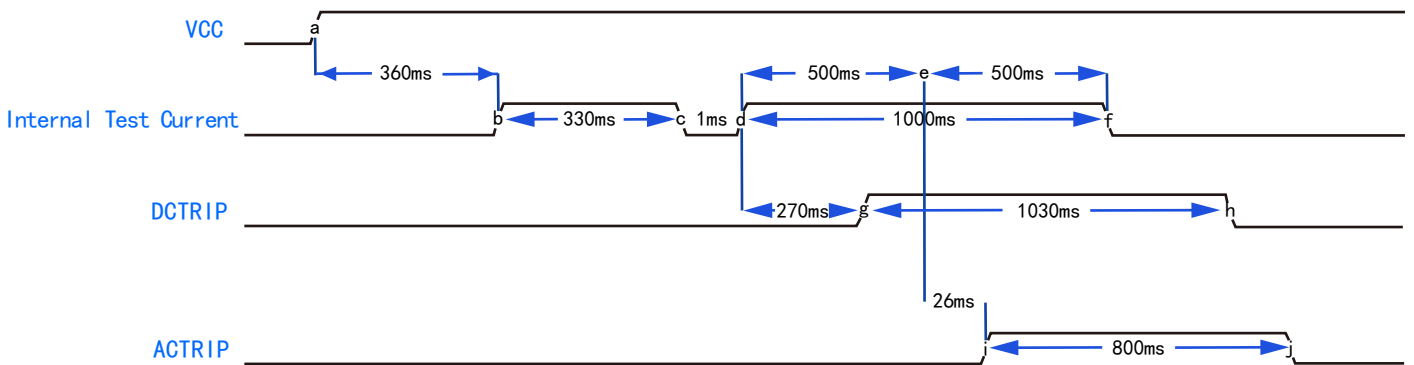 VCC
a
360ms
500ms
e
500ms
Internal Test Current
b
330ms
c
1ms
d
1000ms
f
DCTRIP
270ms
g
1030ms
h
26ms
ACTRIP
i
800ms
j